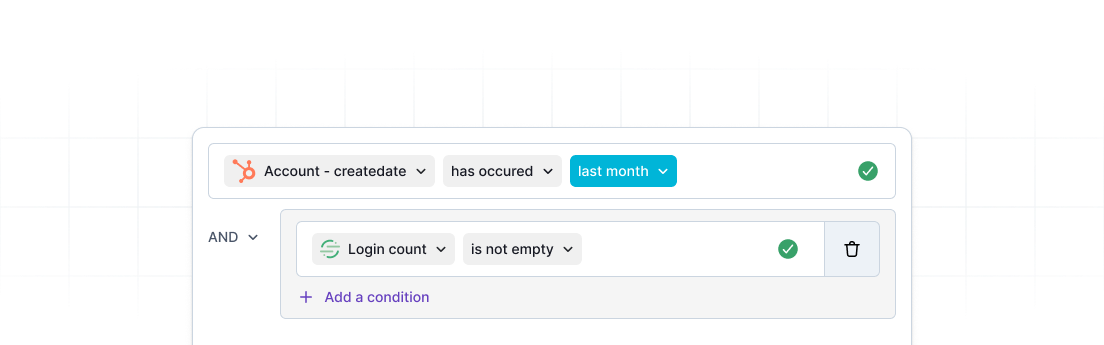 Account - createdate has occured last month
AND
Login count is not empty
Add a condition